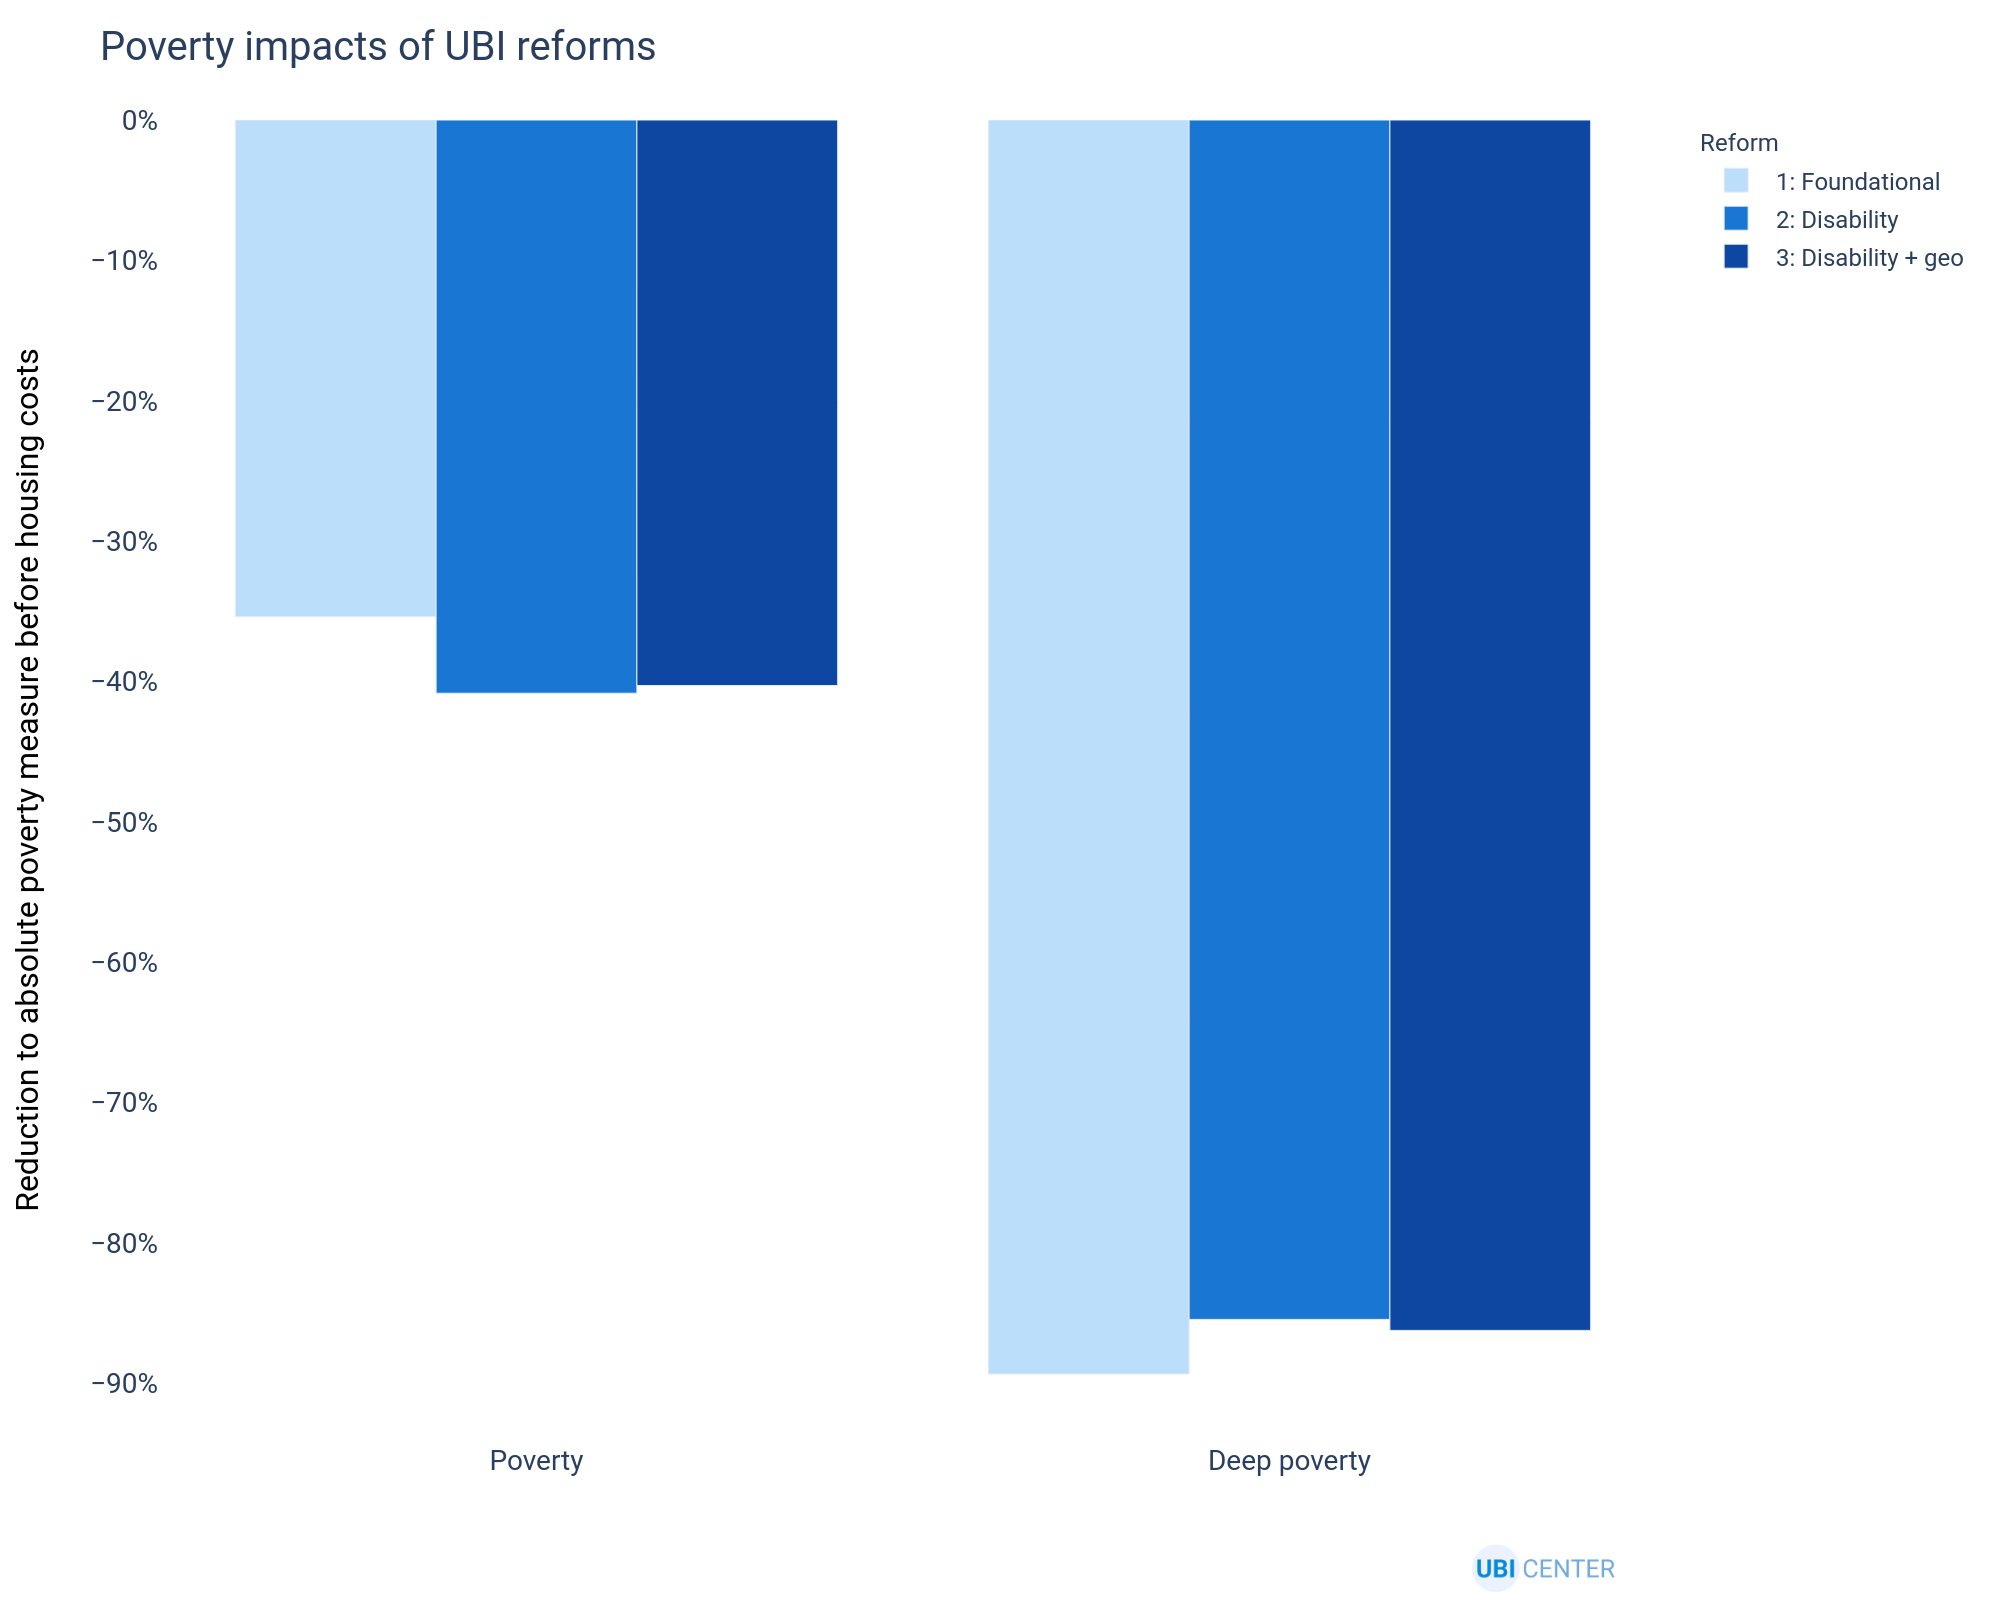 Poverty impacts of UBI reforms
0%
−10%
−20%
−30%
−40%
−50%
−60%
−70%
−80%
−90%
Reduction to absolute poverty measure before housing costs
Poverty
Deep poverty
Reform
1: Foundational
2: Disability
3: Disability + geo
UBI CENTER